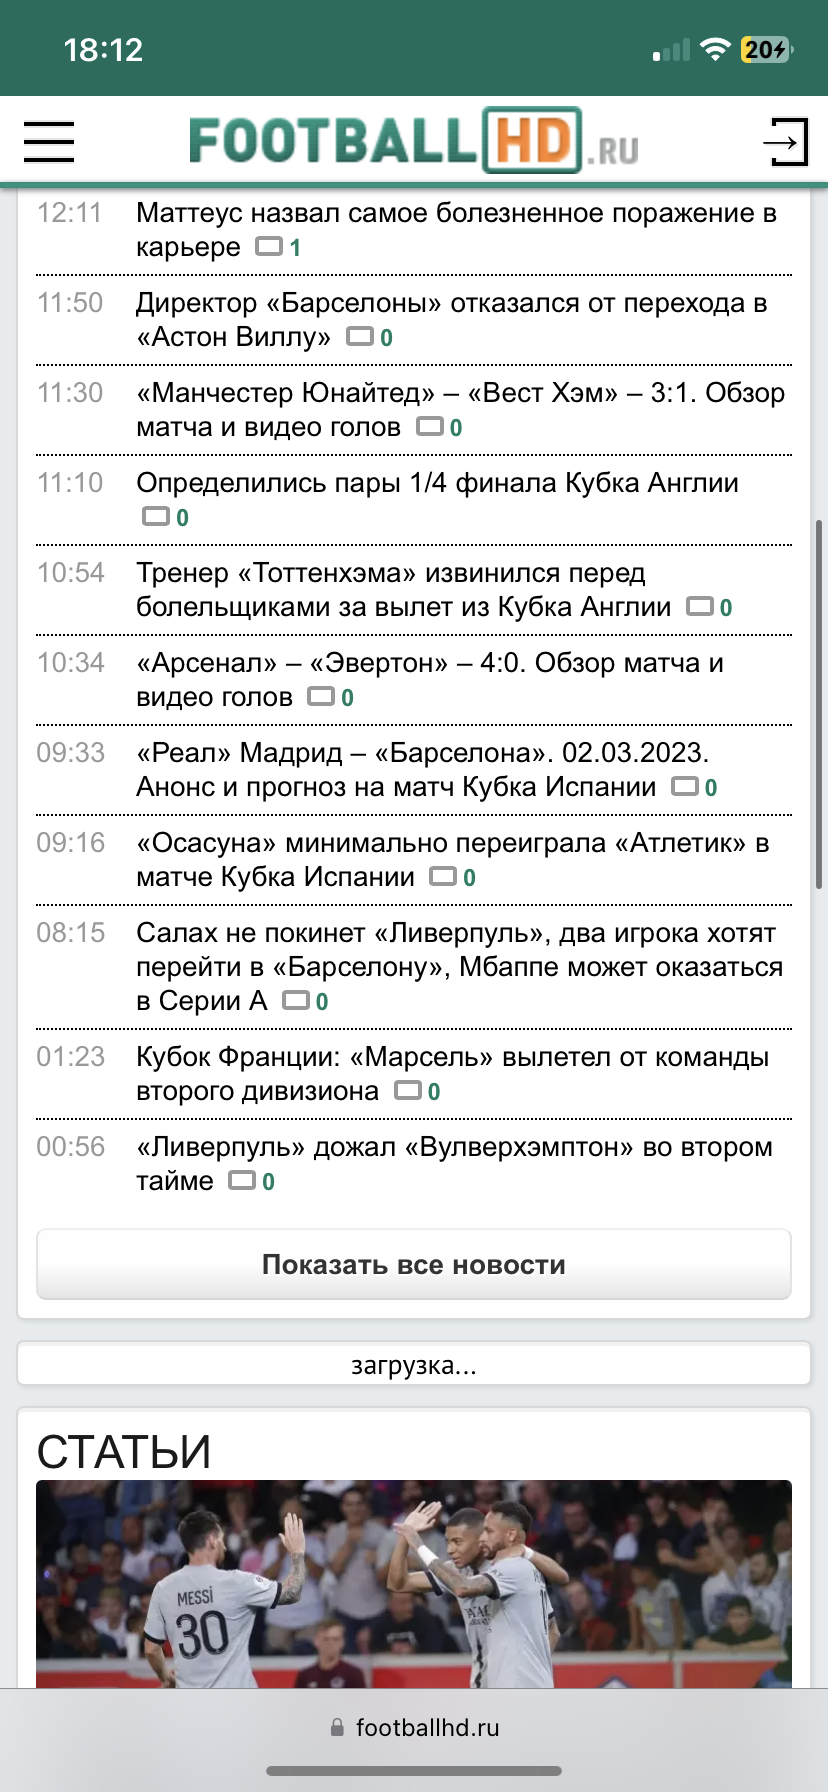 18:12
20
FOOTBALL HD .RU
12:11 Маттеус назвал самое болезненное поражение в
карьере 1
11:50 Директор «Барселоны» отказался от перехода в
«Астон Виллу» 0
11:30 «Манчестер Юнайтед» – «Вест Хэм» – 3:1. Обзор
матча и видео голов 0
11:10 Определились пары 1/4 финала Кубка Англии
0
10:54 Тренер «Тоттенхэма» извинился перед
болельщиками за вылет из Кубка Англии 0
10:34 «Арсенал» – «Эвертон» – 4:0. Обзор матча и
видео голов 0
09:33 «Реал» Мадрид – «Барселона». 02.03.2023.
Анонс и прогноз на матч Кубка Испании 0
09:16 «Осасуна» минимально переиграла «Атлетик» в
матче Кубка Испании 0
08:15 Салах не покинет «Ливерпуль», два игрока хотят
перейти в «Барселону», Мбаппе может оказаться
в Серии А 0
01:23 Кубок Франции: «Марсель» вылетел от команды
второго дивизиона 0
00:56 «Ливерпуль» дожал «Вулверхэмптон» во втором
тайме 0
Показать все новости
загрузка...
СТАТЬИ
MESSI
30
footballhd.ru